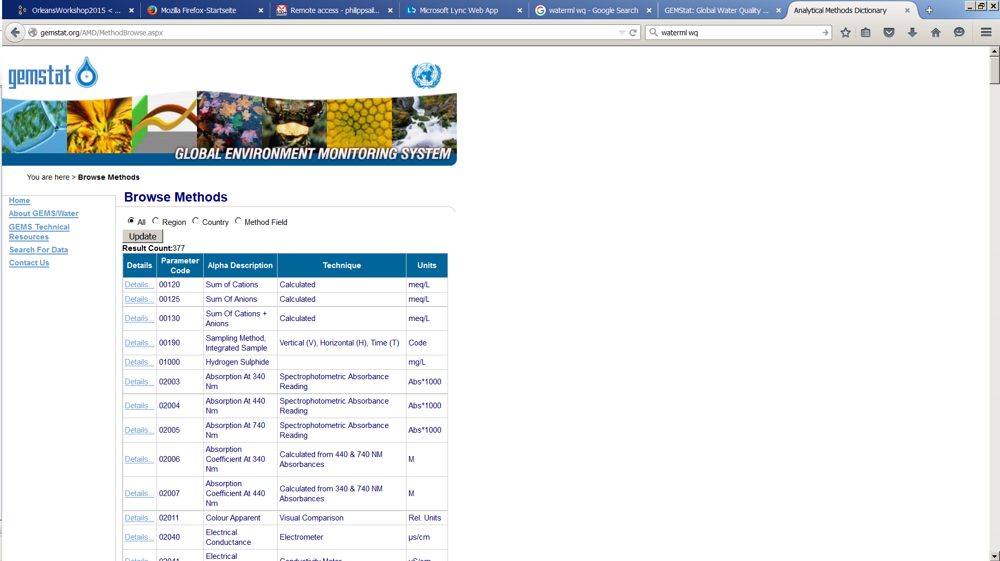 OrleansWorkshop2015 < ...
Mozilla Firefox-Startseite
Remote access - philippsail...
Microsoft Lync Web App
waterml wq - Google Search
GEMStat: Global Water Quality ...
Analytical Methods Dictionary
gemstat.org/AMD/MethodBrowse.aspx
waterml wq
gemstat
GLOBAL ENVIRONMENT MONITORING SYSTEM
You are here > Browse Methods
Home
About GEMS/Water
GEMS Technical
Resources
Search For Data
Contact Us
Browse Methods
All Region Country Method Field
Update
Result Count:377
Details Parameter Code Alpha Description Technique Units
Details... 00120 Sum of Cations Calculated meq/L
Details... 00125 Sum Of Anions Calculated meq/L
Details... 00130 Sum Of Cations + Anions Calculated meq/L
Details... 00190 Sampling Method, Integrated Sample Vertical (V), Horizontal (H), Time (T) Code
Details... 01000 Hydrogen Sulphide mg/L
Details... 02003 Absorption At 340 Nm Spectrophotometric Absorbance Reading Abs*1000
Details... 02004 Absorption At 440 Nm Spectrophotometric Absorbance Reading Abs*1000
Details... 02005 Absorption At 740 Nm Spectrophotometric Absorbance Reading Abs*1000
Details... 02006 Absorption Coefficient At 340 Nm Calculated from 440 & 740 NM Absorbances M
Details... 02007 Absorption Coefficient At 440 Nm Calculated from 340 & 740 NM Absorbances M
Details... 02011 Colour Apparent Visual Comparison Rel. Units
Details... 02040 Electrical Conductance Electrometer µs/cm
Details... 02041 Electrical Conductivity Meter µS/cm